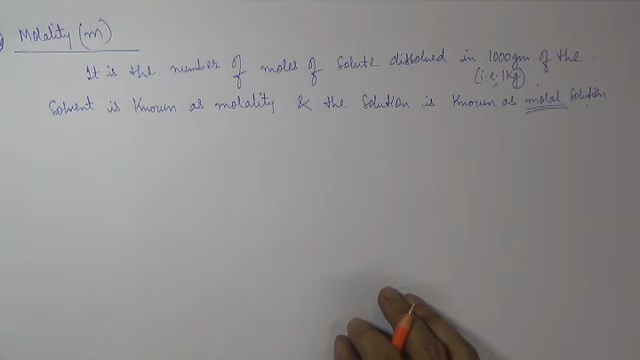 Molality (m)
It is the number of moles of solute dissolved in 1000gm of the
(i.e. 1kg)
Solvent is known as molality & the solution is known as molal solution